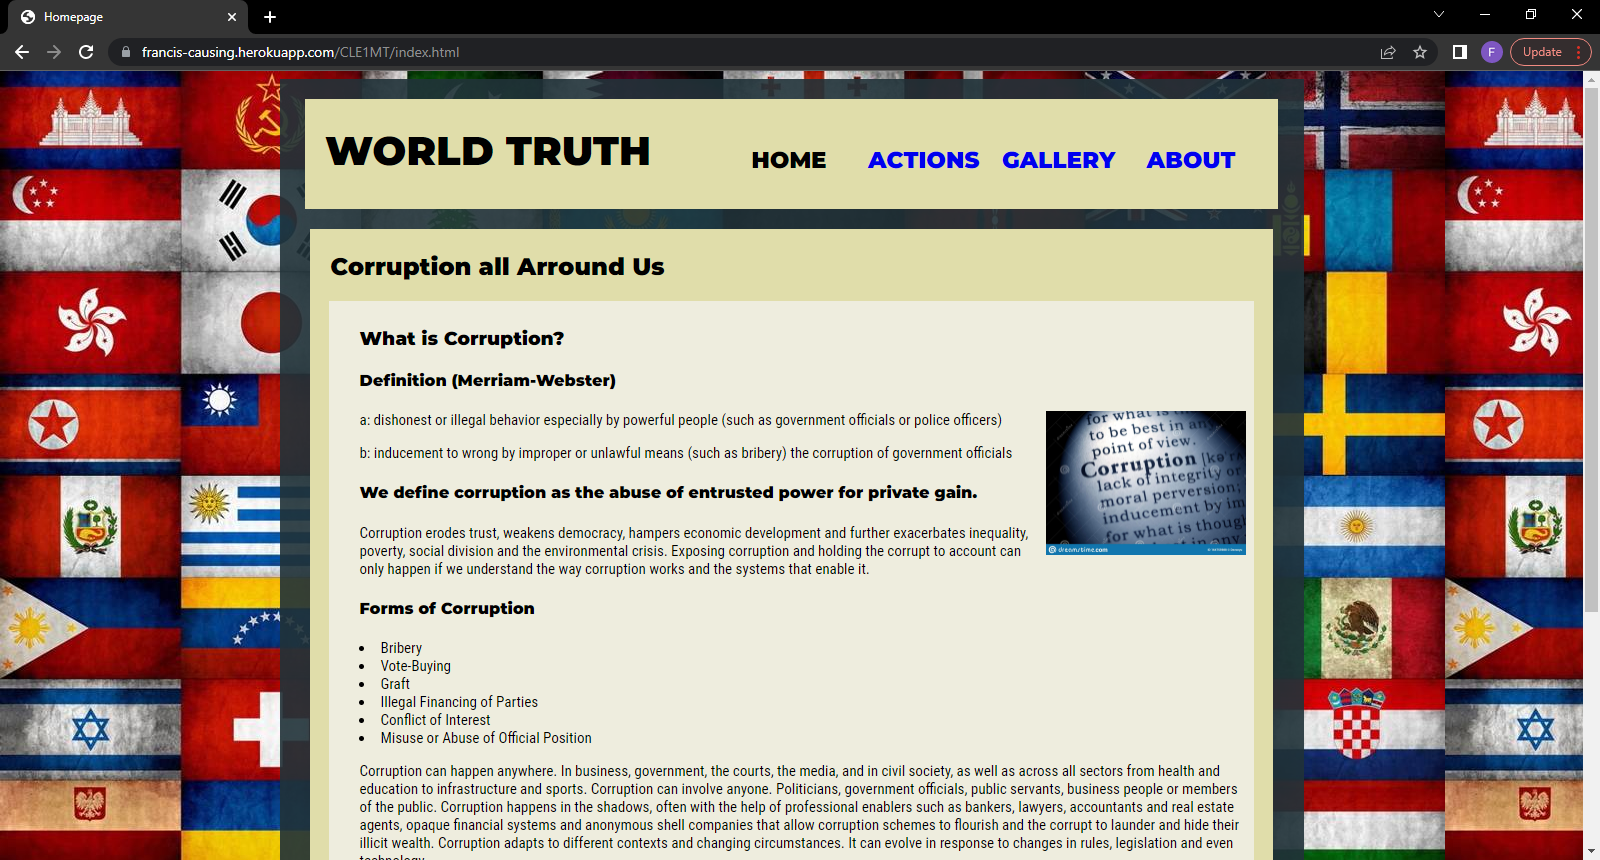 Homepage
francis-causing.herokuapp.com/CLE1MT/index.html
F
Update
WORLD TRUTH
HOME ACTIONS GALLERY ABOUT
Corruption all Arround Us
What is Corruption?
Definition (Merriam-Webster)
a: dishonest or illegal behavior especially by powerful people (such as government officials or police officers)
b: inducement to wrong by improper or unlawful means (such as bribery) the corruption of government officials
We define corruption as the abuse of entrusted power for private gain.
Corruption erodes trust, weakens democracy, hampers economic development and further exacerbates inequality,
poverty, social division and the environmental crisis. Exposing corruption and holding the corrupt to account can
only happen if we understand the way corruption works and the systems that enable it.
for what is
to be best in any
point of view.
Corruption
lack of integrity or
moral perversion;
inducement by im
for what is though
dreamstime.com
Forms of Corruption
Bribery
Vote-Buying
Graft
Illegal Financing of Parties
Conflict of Interest
Misuse or Abuse of Official Position
Corruption can happen anywhere. In business, government, the courts, the media, and in civil society, as well as across all sectors from health and
education to infrastructure and sports. Corruption can involve anyone. Politicians, government officials, public servants, business people or members
of the public. Corruption happens in the shadows, often with the help of professional enablers such as bankers, lawyers, accountants and real estate
agents, opaque financial systems and anonymous shell companies that allow corruption schemes to flourish and the corrupt to launder and hide their
illicit wealth. Corruption adapts to different contexts and changing circumstances. It can evolve in response to changes in rules, legislation and even